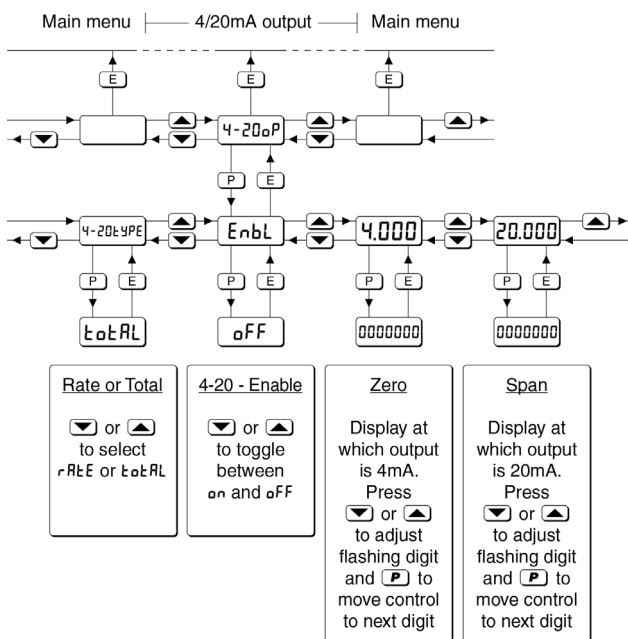 Main menu 4/20mA output Main menu
E E E
4-20oP
P E
4-20tYPE EnbL 4.000 20.000
P E P E P E P E
totAL oFF 0000000 0000000
Rate or Total
or
to select
rAtE or totAL
4-20 - Enable
or
to toggle
between
on and oFF
Zero
Display at
which output
is 4mA.
Press
or
to adjust
flashing digit
and P to
move control
to next digit
Span
Display at
which output
is 20mA.
Press
or
to adjust
flashing digit
and P to
move control
to next digit